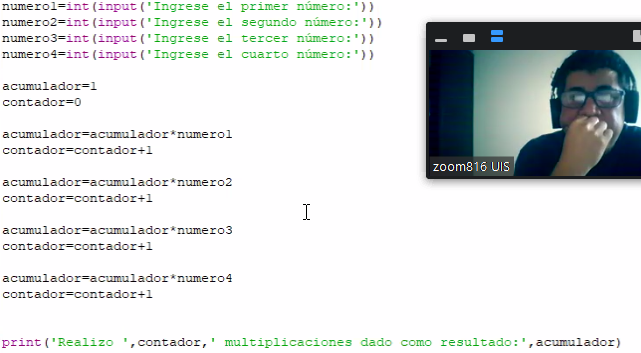 numero1=int(input('Ingrese el primer número:'))
numero2=int(input('Ingrese el segundo número:'))
numero3=int(input('Ingrese el tercer número:'))
numero4=int(input('Ingrese el cuarto número:'))
acumulador=1
contador=0
acumulador=acumulador*numero1
contador=contador+1
acumulador=acumulador*numero2
contador=contador+1
acumulador=acumulador*numero3
contador=contador+1
acumulador=acumulador*numero4
contador=contador+1
print('Realizo ',contador,' multiplicaciones dado como resultado:',acumulador)
zoom816 UIS